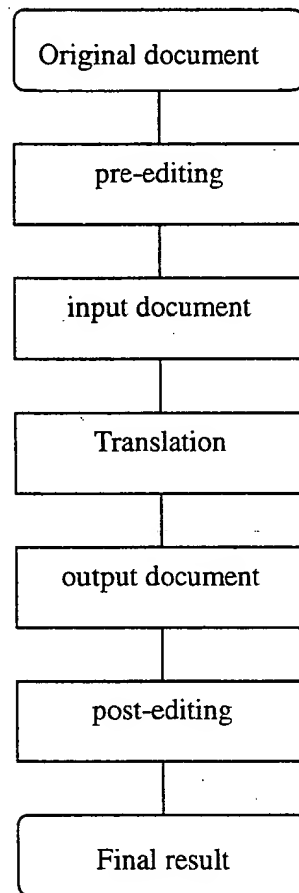 Original document
pre-editing
input document
Translation
output document
post-editing
Final result